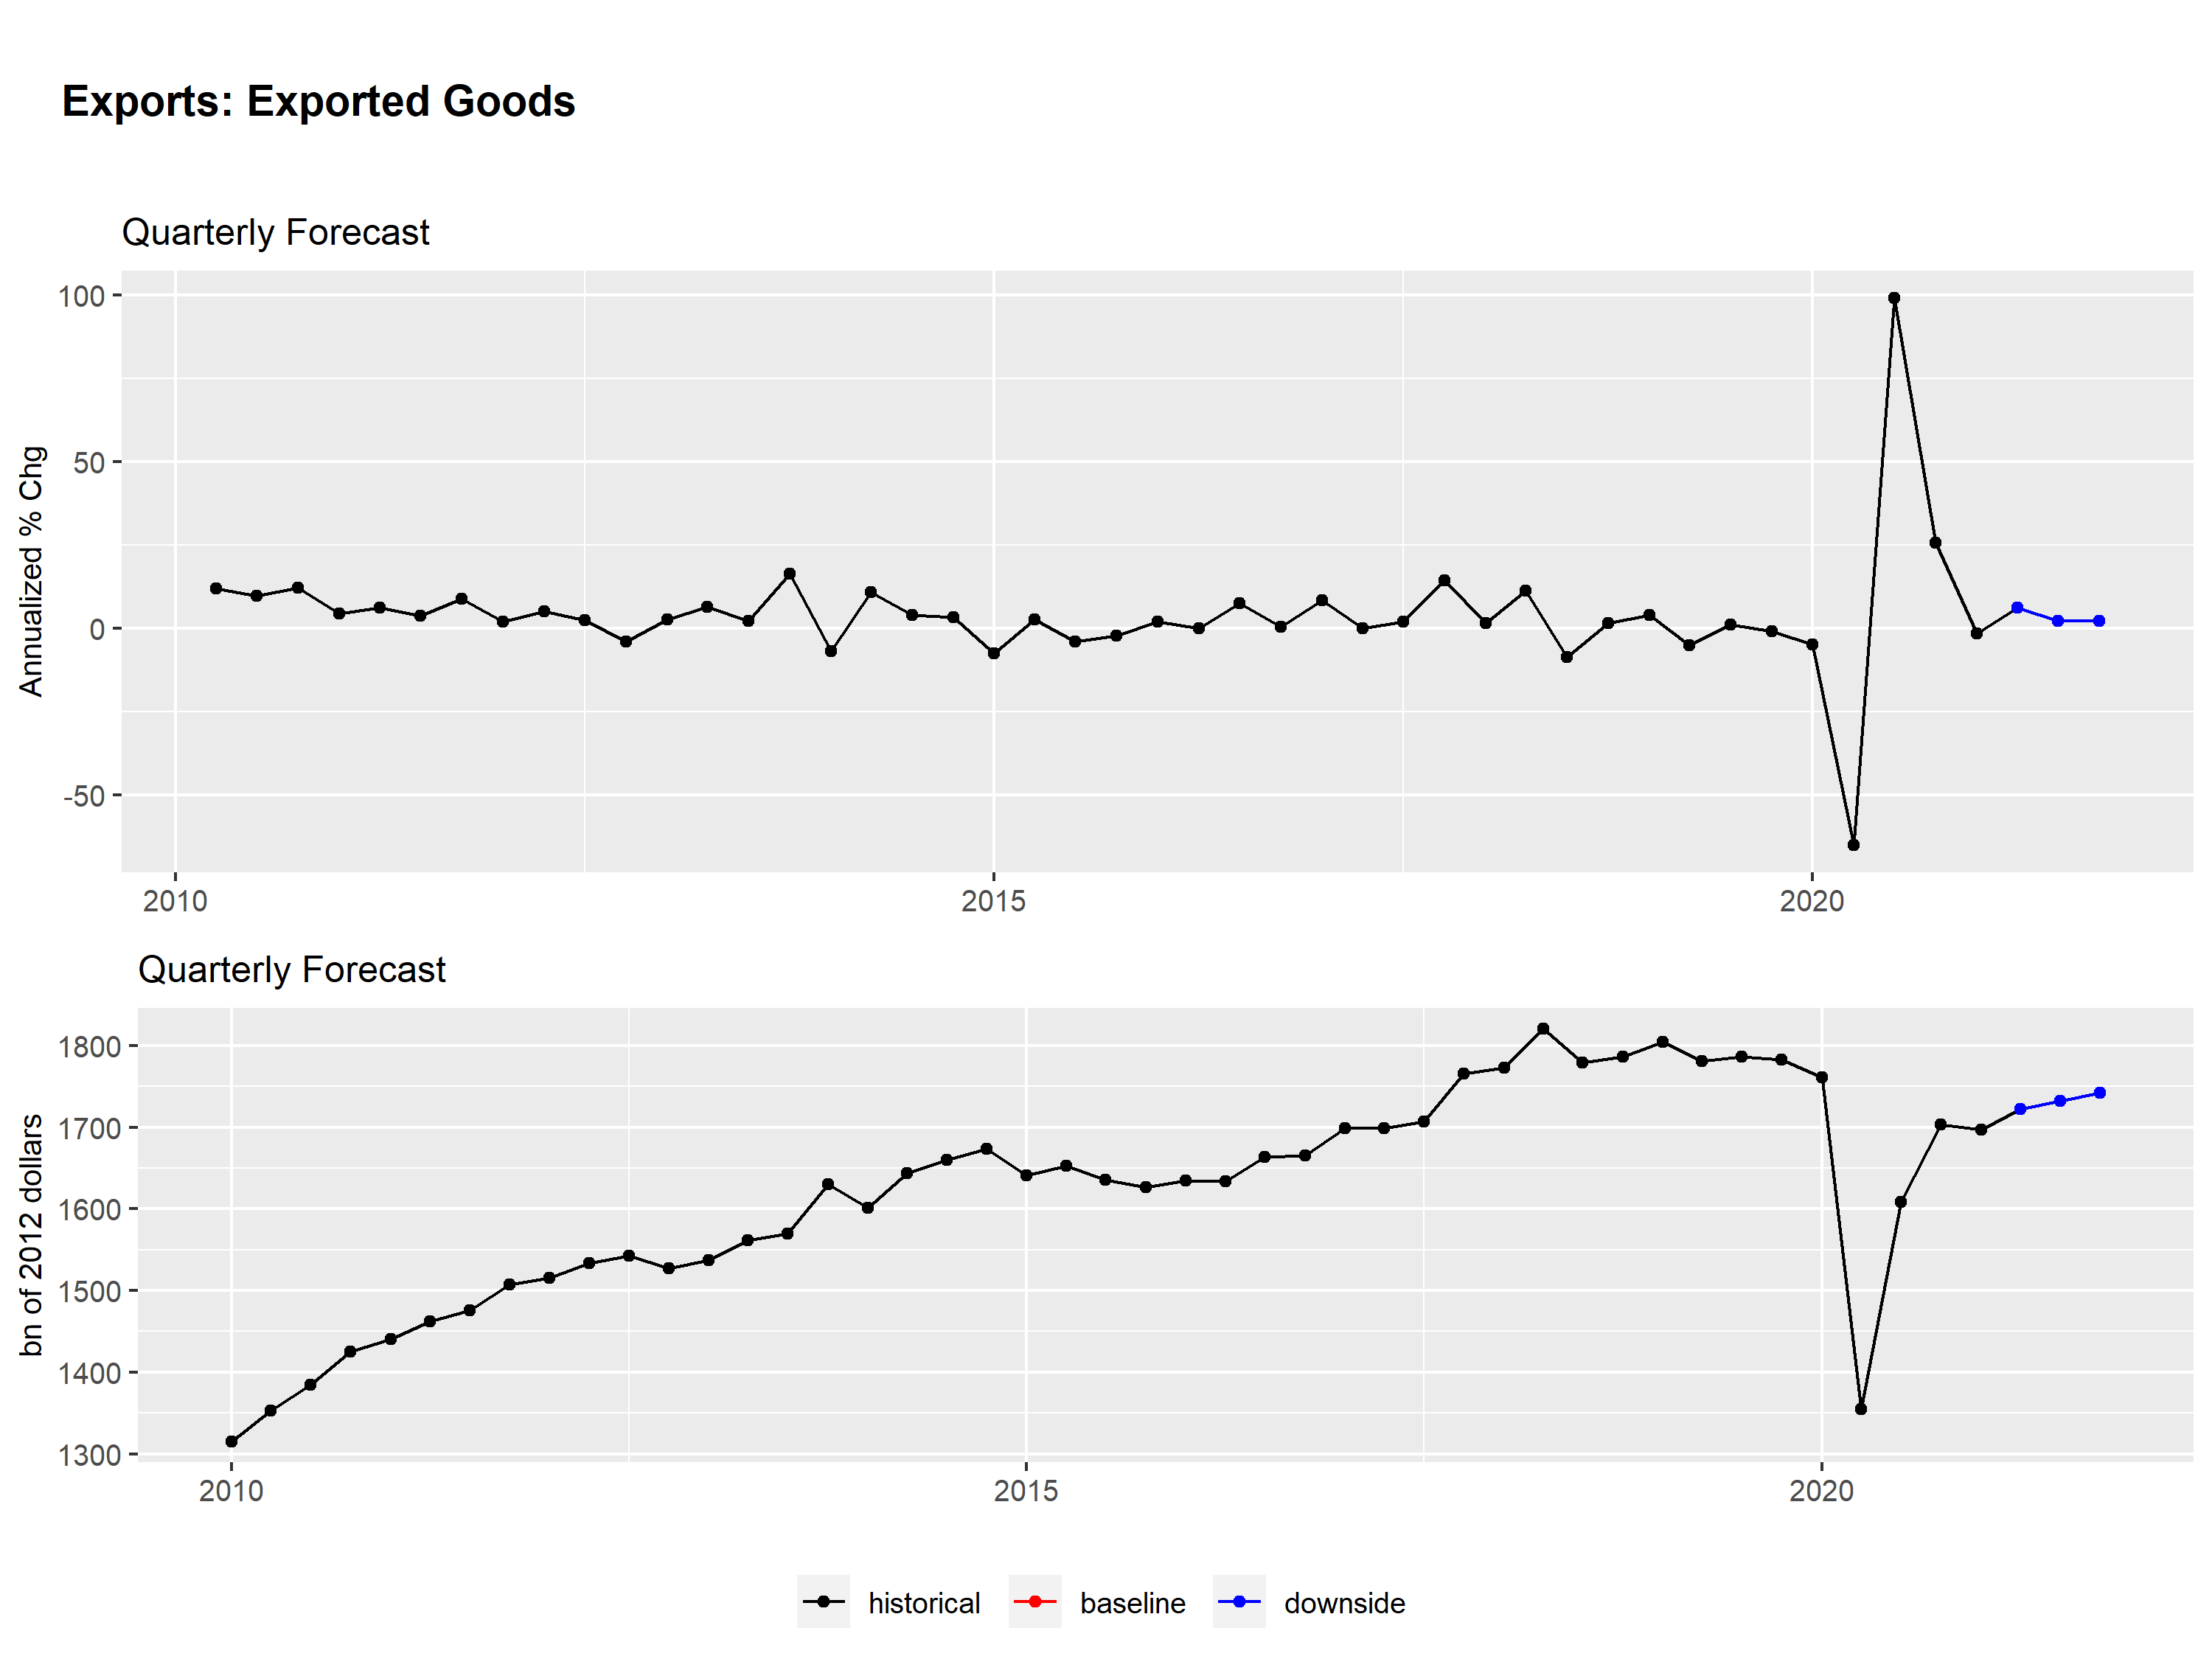 Exports: Exported Goods
Quarterly Forecast
Annualized % Chg
100
50
0
-50
2010 2015 2020
Quarterly Forecast
bn of 2012 dollars
1800
1700
1600
1500
1400
1300
2010 2015 2020
historical baseline downside